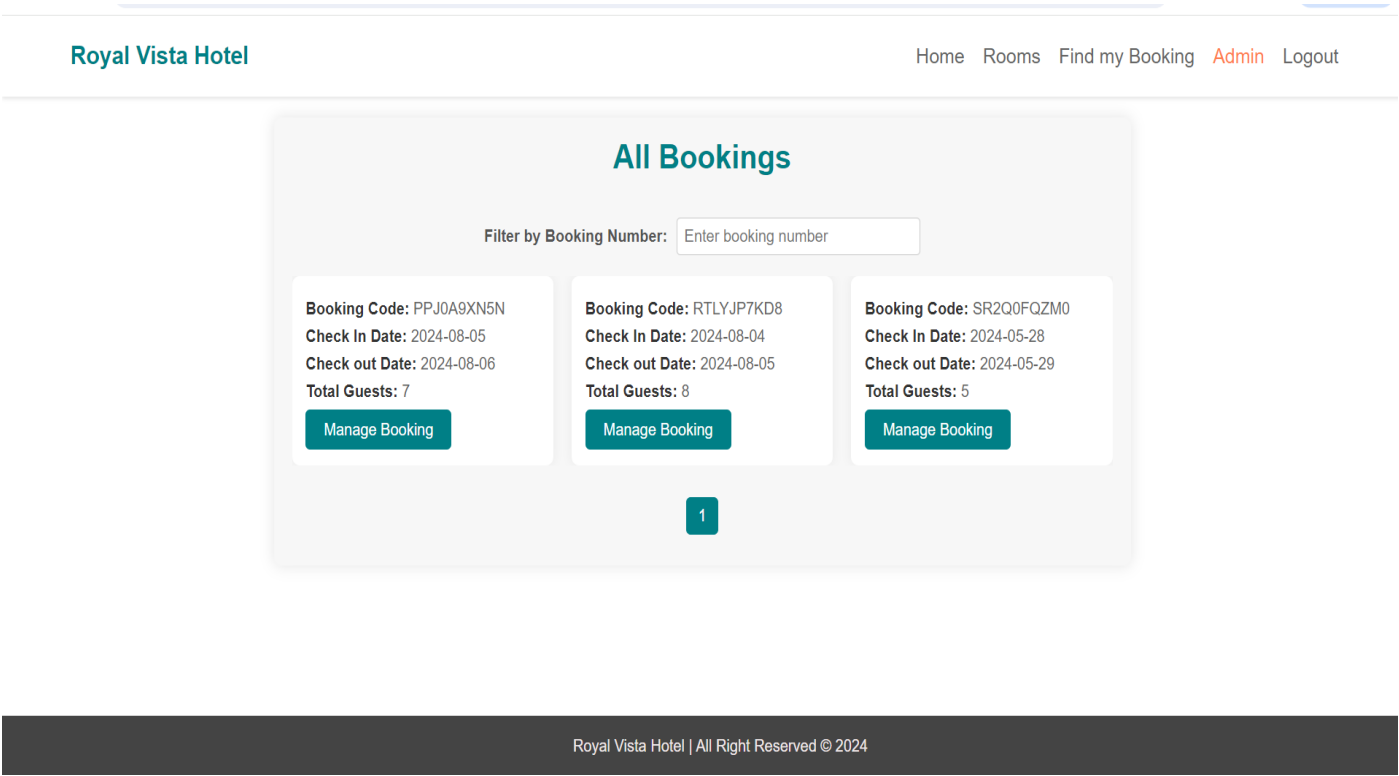 Royal Vista Hotel
Home Rooms Find my Booking Admin Logout
All Bookings
Filter by Booking Number: Enter booking number
Booking Code: PPJ0A9XN5N
Check In Date: 2024-08-05
Check out Date: 2024-08-06
Total Guests: 7
Manage Booking
Booking Code: RTLYJP7KD8
Check In Date: 2024-08-04
Check out Date: 2024-08-05
Total Guests: 8
Manage Booking
Booking Code: SR2Q0FQZM0
Check In Date: 2024-05-28
Check out Date: 2024-05-29
Total Guests: 5
Manage Booking
1
Royal Vista Hotel | All Right Reserved © 2024